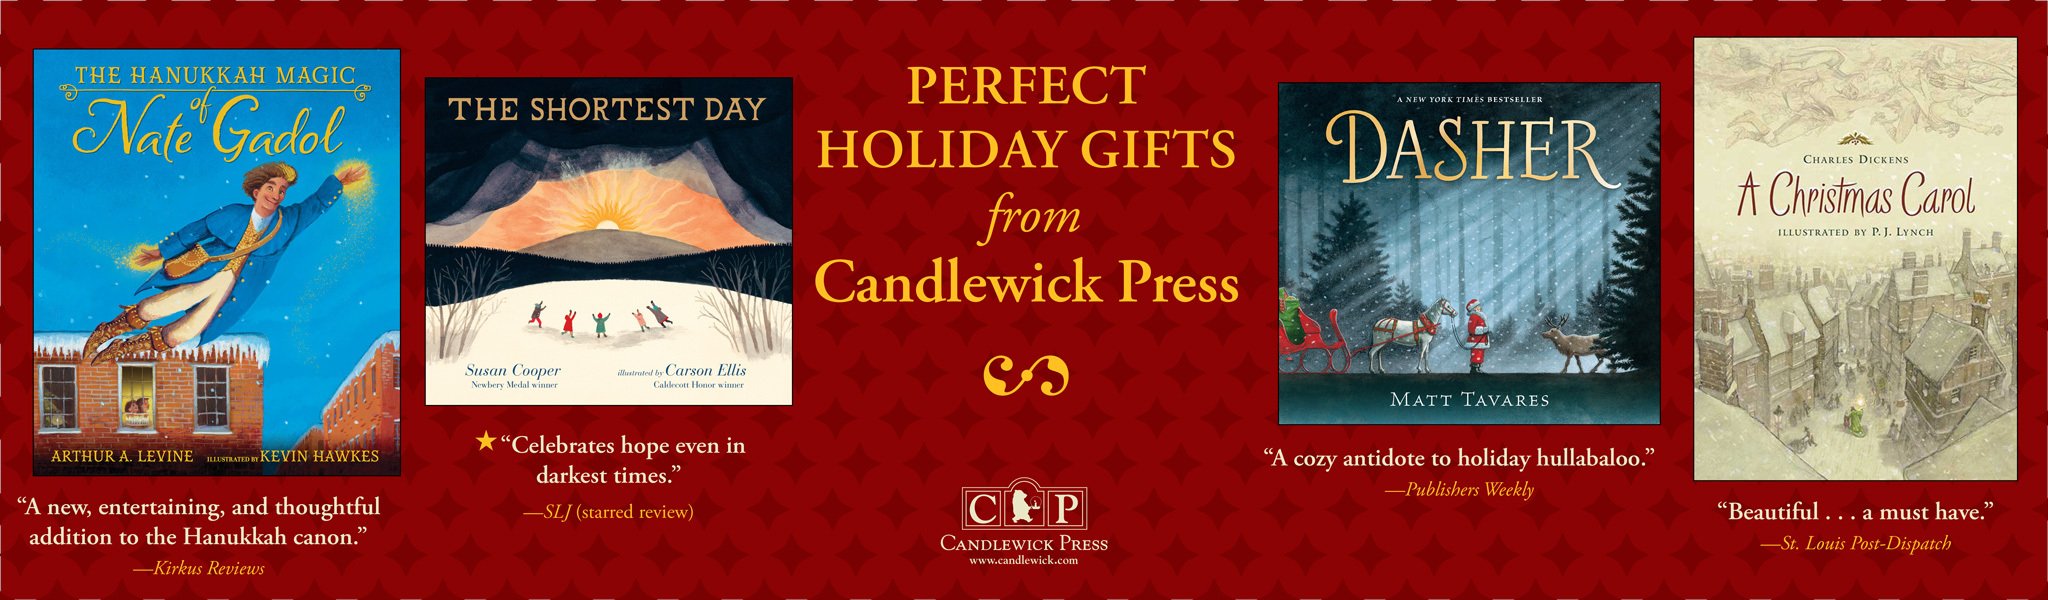 THE HANUKKAH MAGIC
of
Nate Gadol
ARTHUR A. LEVINE ILLUSTRATED BY KEVIN HAWKES
“A new, entertaining, and thoughtful
addition to the Hanukkah canon.”
—Kirkus Reviews
THE SHORTEST DAY
Susan Cooper
Newbery Medal winner
illustrated by Carson Ellis
Caldecott Honor winner
“Celebrates hope even in
darkest times.”
—SLJ (starred review)
PERFECT
HOLIDAY GIFTS
from
Candlewick Press
C P
CANDLEWICK PRESS
www.candlewick.com
A NEW YORK TIMES BESTSELLER
DASHER
MATT TAVARES
“A cozy antidote to holiday hullabaloo.”
—Publishers Weekly
CHARLES DICKENS
A Christmas Carol
ILLUSTRATED BY P. J. LYNCH
“Beautiful . . . a must have.”
—St. Louis Post-Dispatch